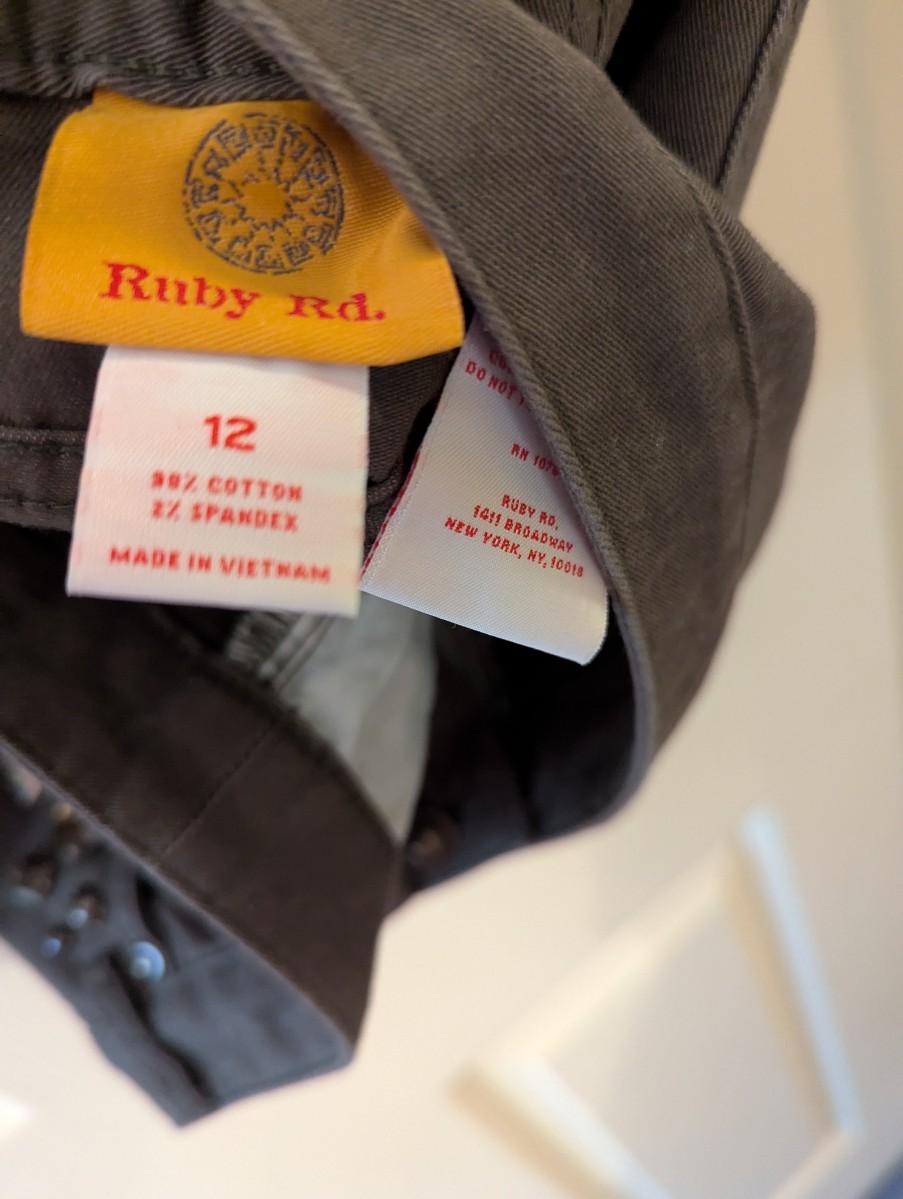 Ruby Rd.
12
98% COTTON
2% SPANDEX
MADE IN VIETNAM
DO NOT
RN
RUBY RD.
1411 BROADWAY
NEW YORK, NY, 10018